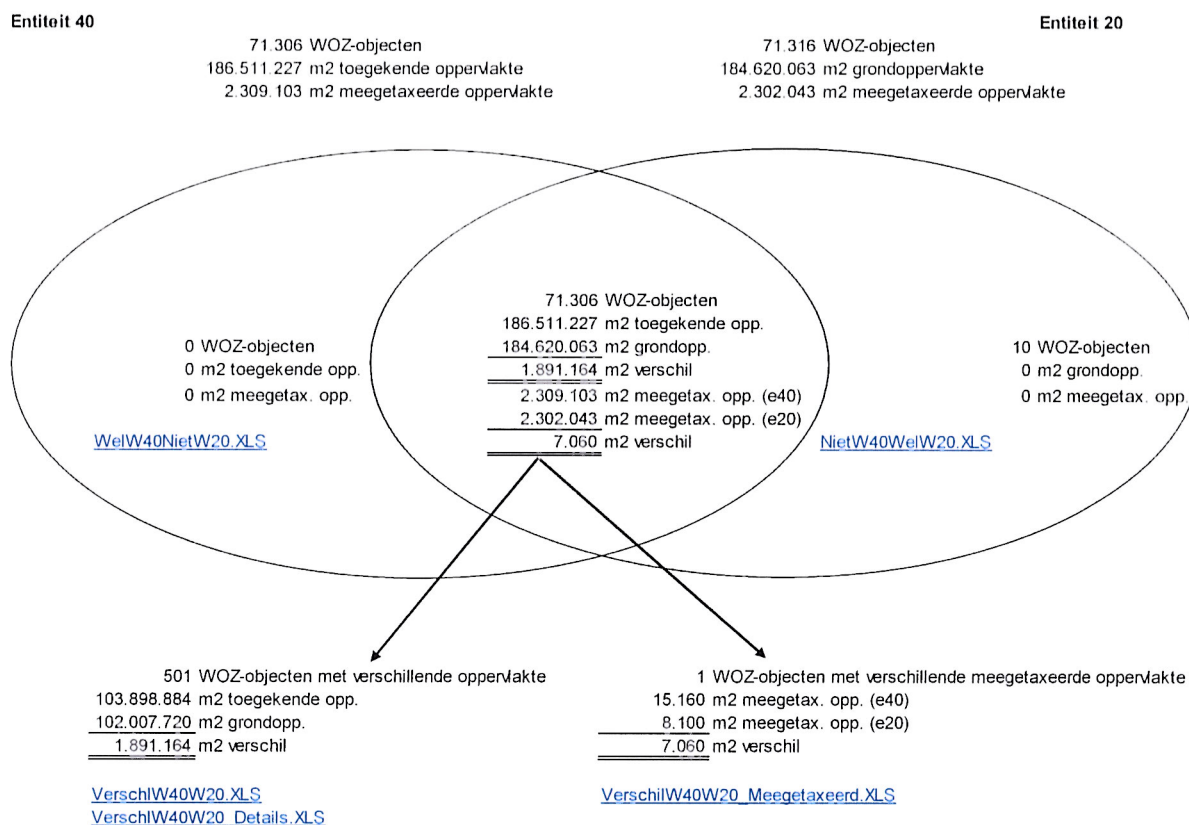 Entiteit 40
Entiteit 20
71.306 WOZ-objecten
186.511.227 m2 toegekende oppervlakte
2.309.103 m2 meegetaxeerde oppervlakte
71.316 WOZ-objecten
184.620.063 m2 grondoppervlakte
2.302.043 m2 meegetaxeerde oppervlakte
0 WOZ-objecten
0 m2 toegekende opp.
0 m2 meegetax. opp.
WelW40NietW20.XLS
71.306 WOZ-objecten
186.511.227 m2 toegekende opp.
184.620.063 m2 grondopp.
1.891.164 m2 verschil
2.309.103 m2 meegetax. opp. (e40)
2.302.043 m2 meegetax. opp. (e20)
7.060 m2 verschil
10 WOZ-objecten
0 m2 grondopp.
0 m2 meegetax. opp.
NietW40WelW20.XLS
501 WOZ-objecten met verschillende oppervlakte
103.898.884 m2 toegekende opp.
102.007.720 m2 grondopp.
1.891.164 m2 verschil
VerschlW40W20.XLS
VerschlW40W20_Details.XLS
1 WOZ-objecten met verschillende meegetaxeerde oppervlakte
15.160 m2 meegetax. opp. (e40)
8.100 m2 meegetax. opp. (e20)
7.060 m2 verschil
VerschilW40W20_Meegetaxeerd.XLS